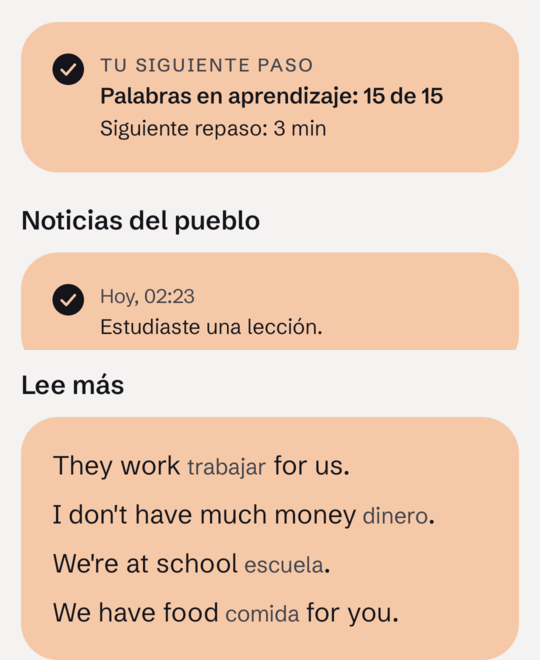 TU SIGUIENTE PASO
Palabras en aprendizaje: 15 de 15
Siguiente repaso: 3 min
Noticias del pueblo
Hoy, 02:23
Estudiaste una lección.
Lee más
They work trabajar for us.
I don't have much money dinero.
We're at school escuela.
We have food comida for you.